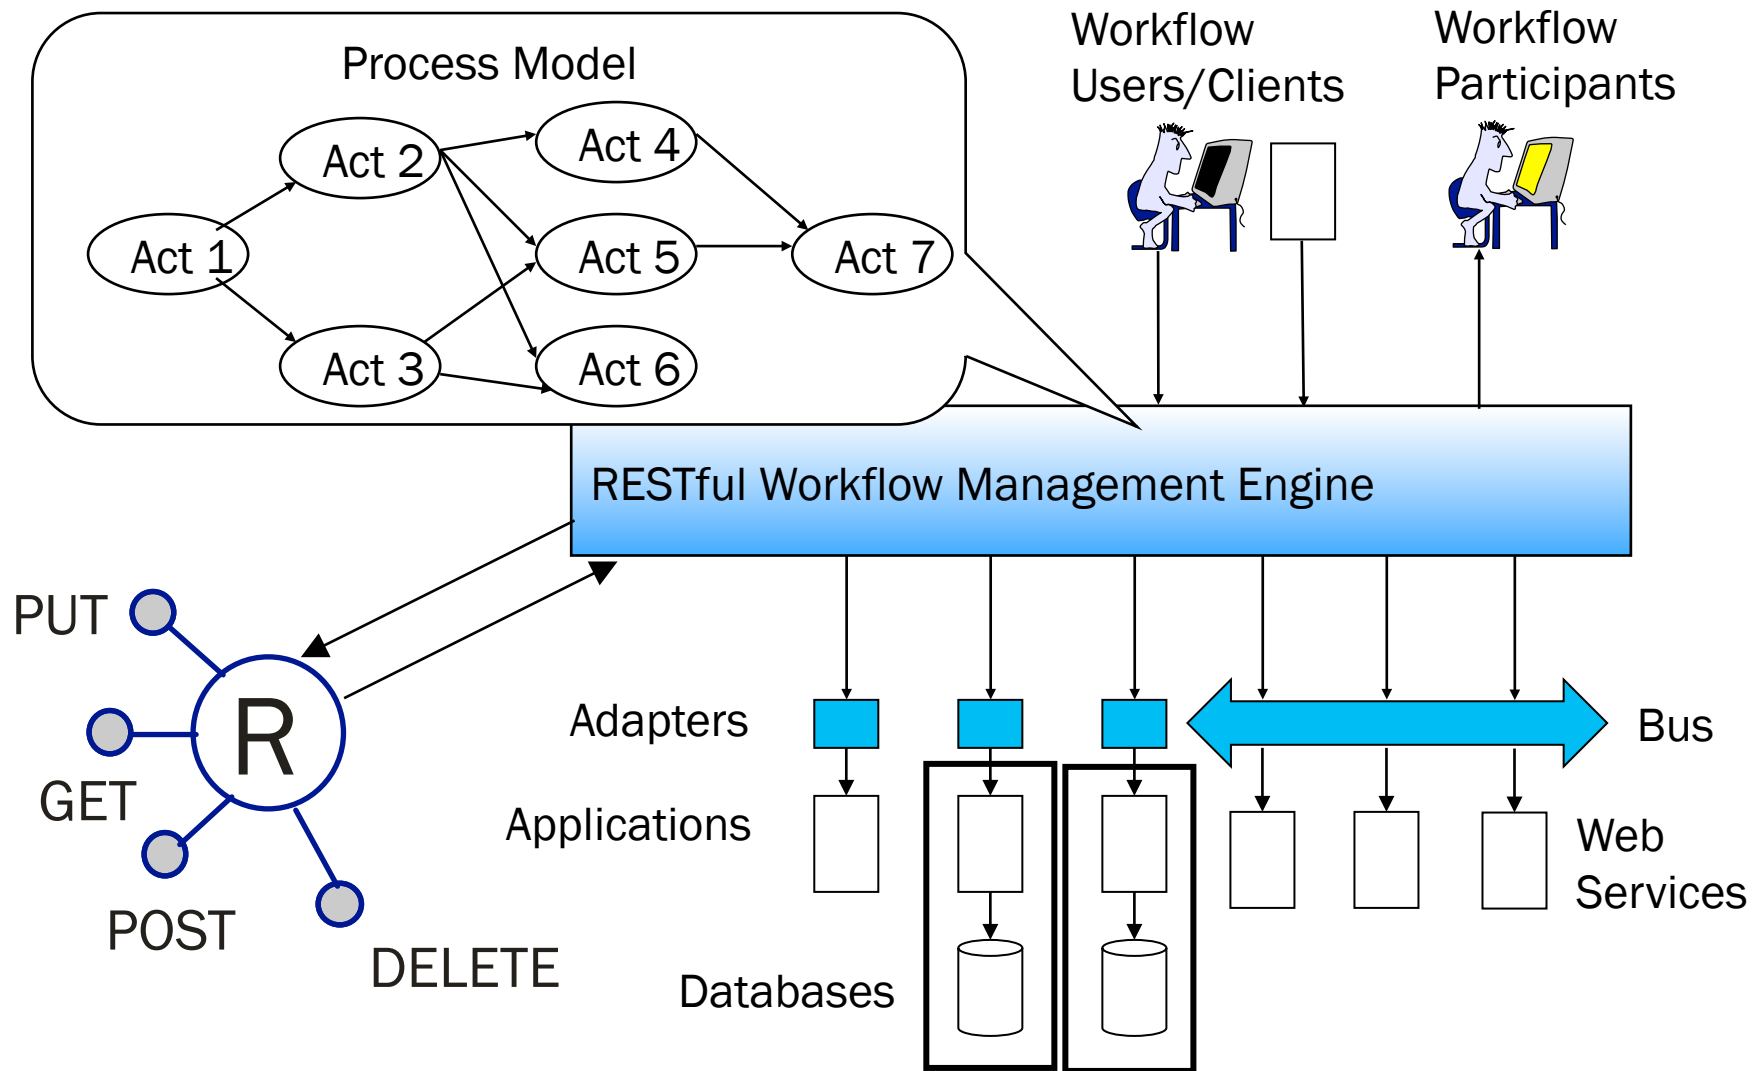 Process Model
Act 1
Act 2
Act 3
Act 4
Act 5
Act 6
Act 7
Workflow
Users/Clients
Workflow
Participants
RESTful Workflow Management Engine
PUT
GET
POST
DELETE
R
Adapters
Applications
Databases
Bus
Web
Services